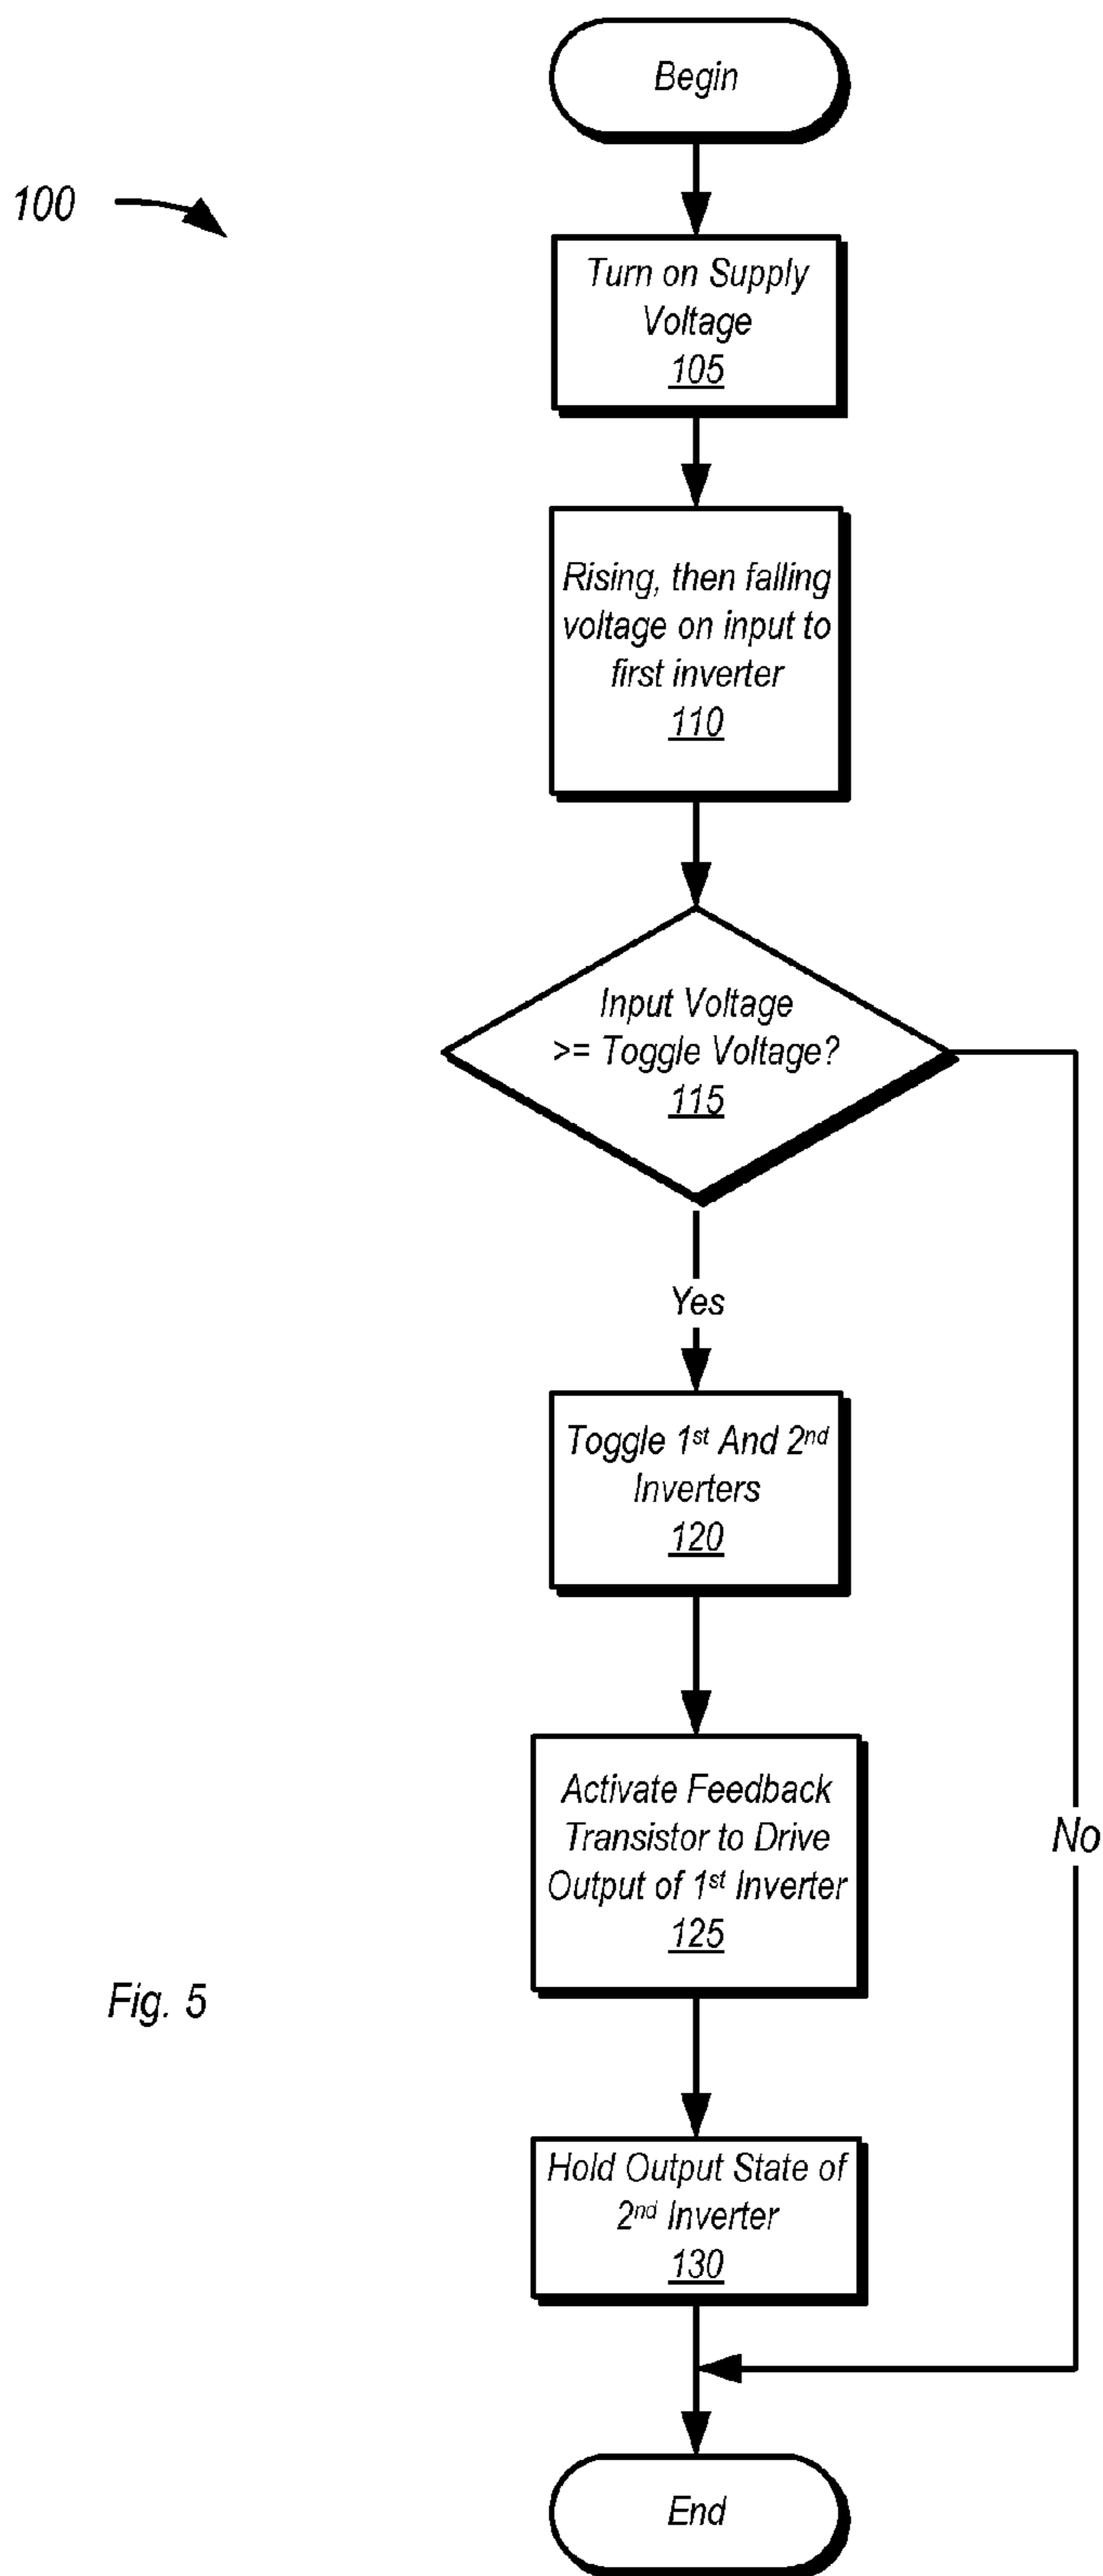 Begin
100
Turn on Supply
Voltage
105
Rising, then falling
voltage on input to
first inverter
110
Input Voltage
>= Toggle Voltage?
115
Yes
Toggle 1st And 2nd
Inverters
120
Activate Feedback
Transistor to Drive
Output of 1st Inverter
125
No
Fig. 5
Hold Output State of
2nd Inverter
130
End